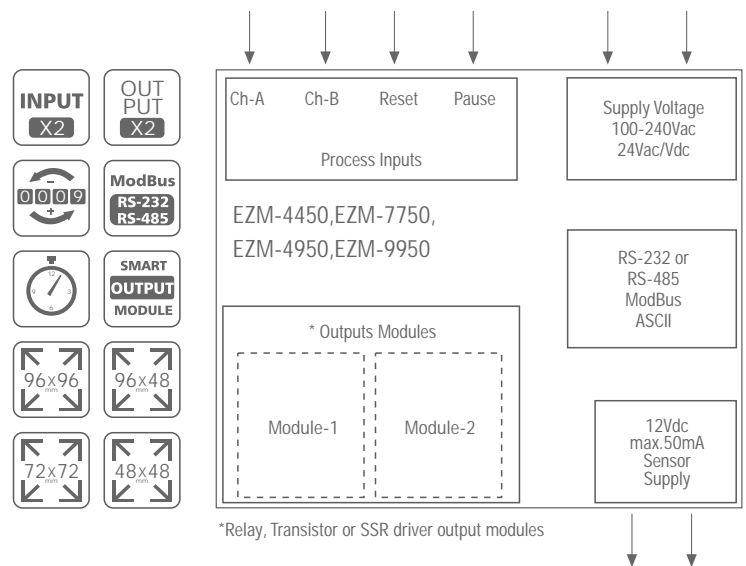 INPUT
X2
OUT
PUT
X2
-
0009
+
ModBus
RS-232
RS-485
12
9
3
6
SMART
OUTPUT
MODULE
96x96
mm
96x48
mm
72x72
mm
48x48
mm
Ch-A Ch-B Reset Pause
Process Inputs
Supply Voltage
100-240Vac
24Vac/Vdc
EZM-4450,EZM-7750,
EZM-4950,EZM-9950
RS-232 or
RS-485
ModBus
ASCII
* Outputs Modules
Module-1 Module-2
12Vdc
max.50mA
Sensor
Supply
*Relay, Transistor or SSR driver output modules